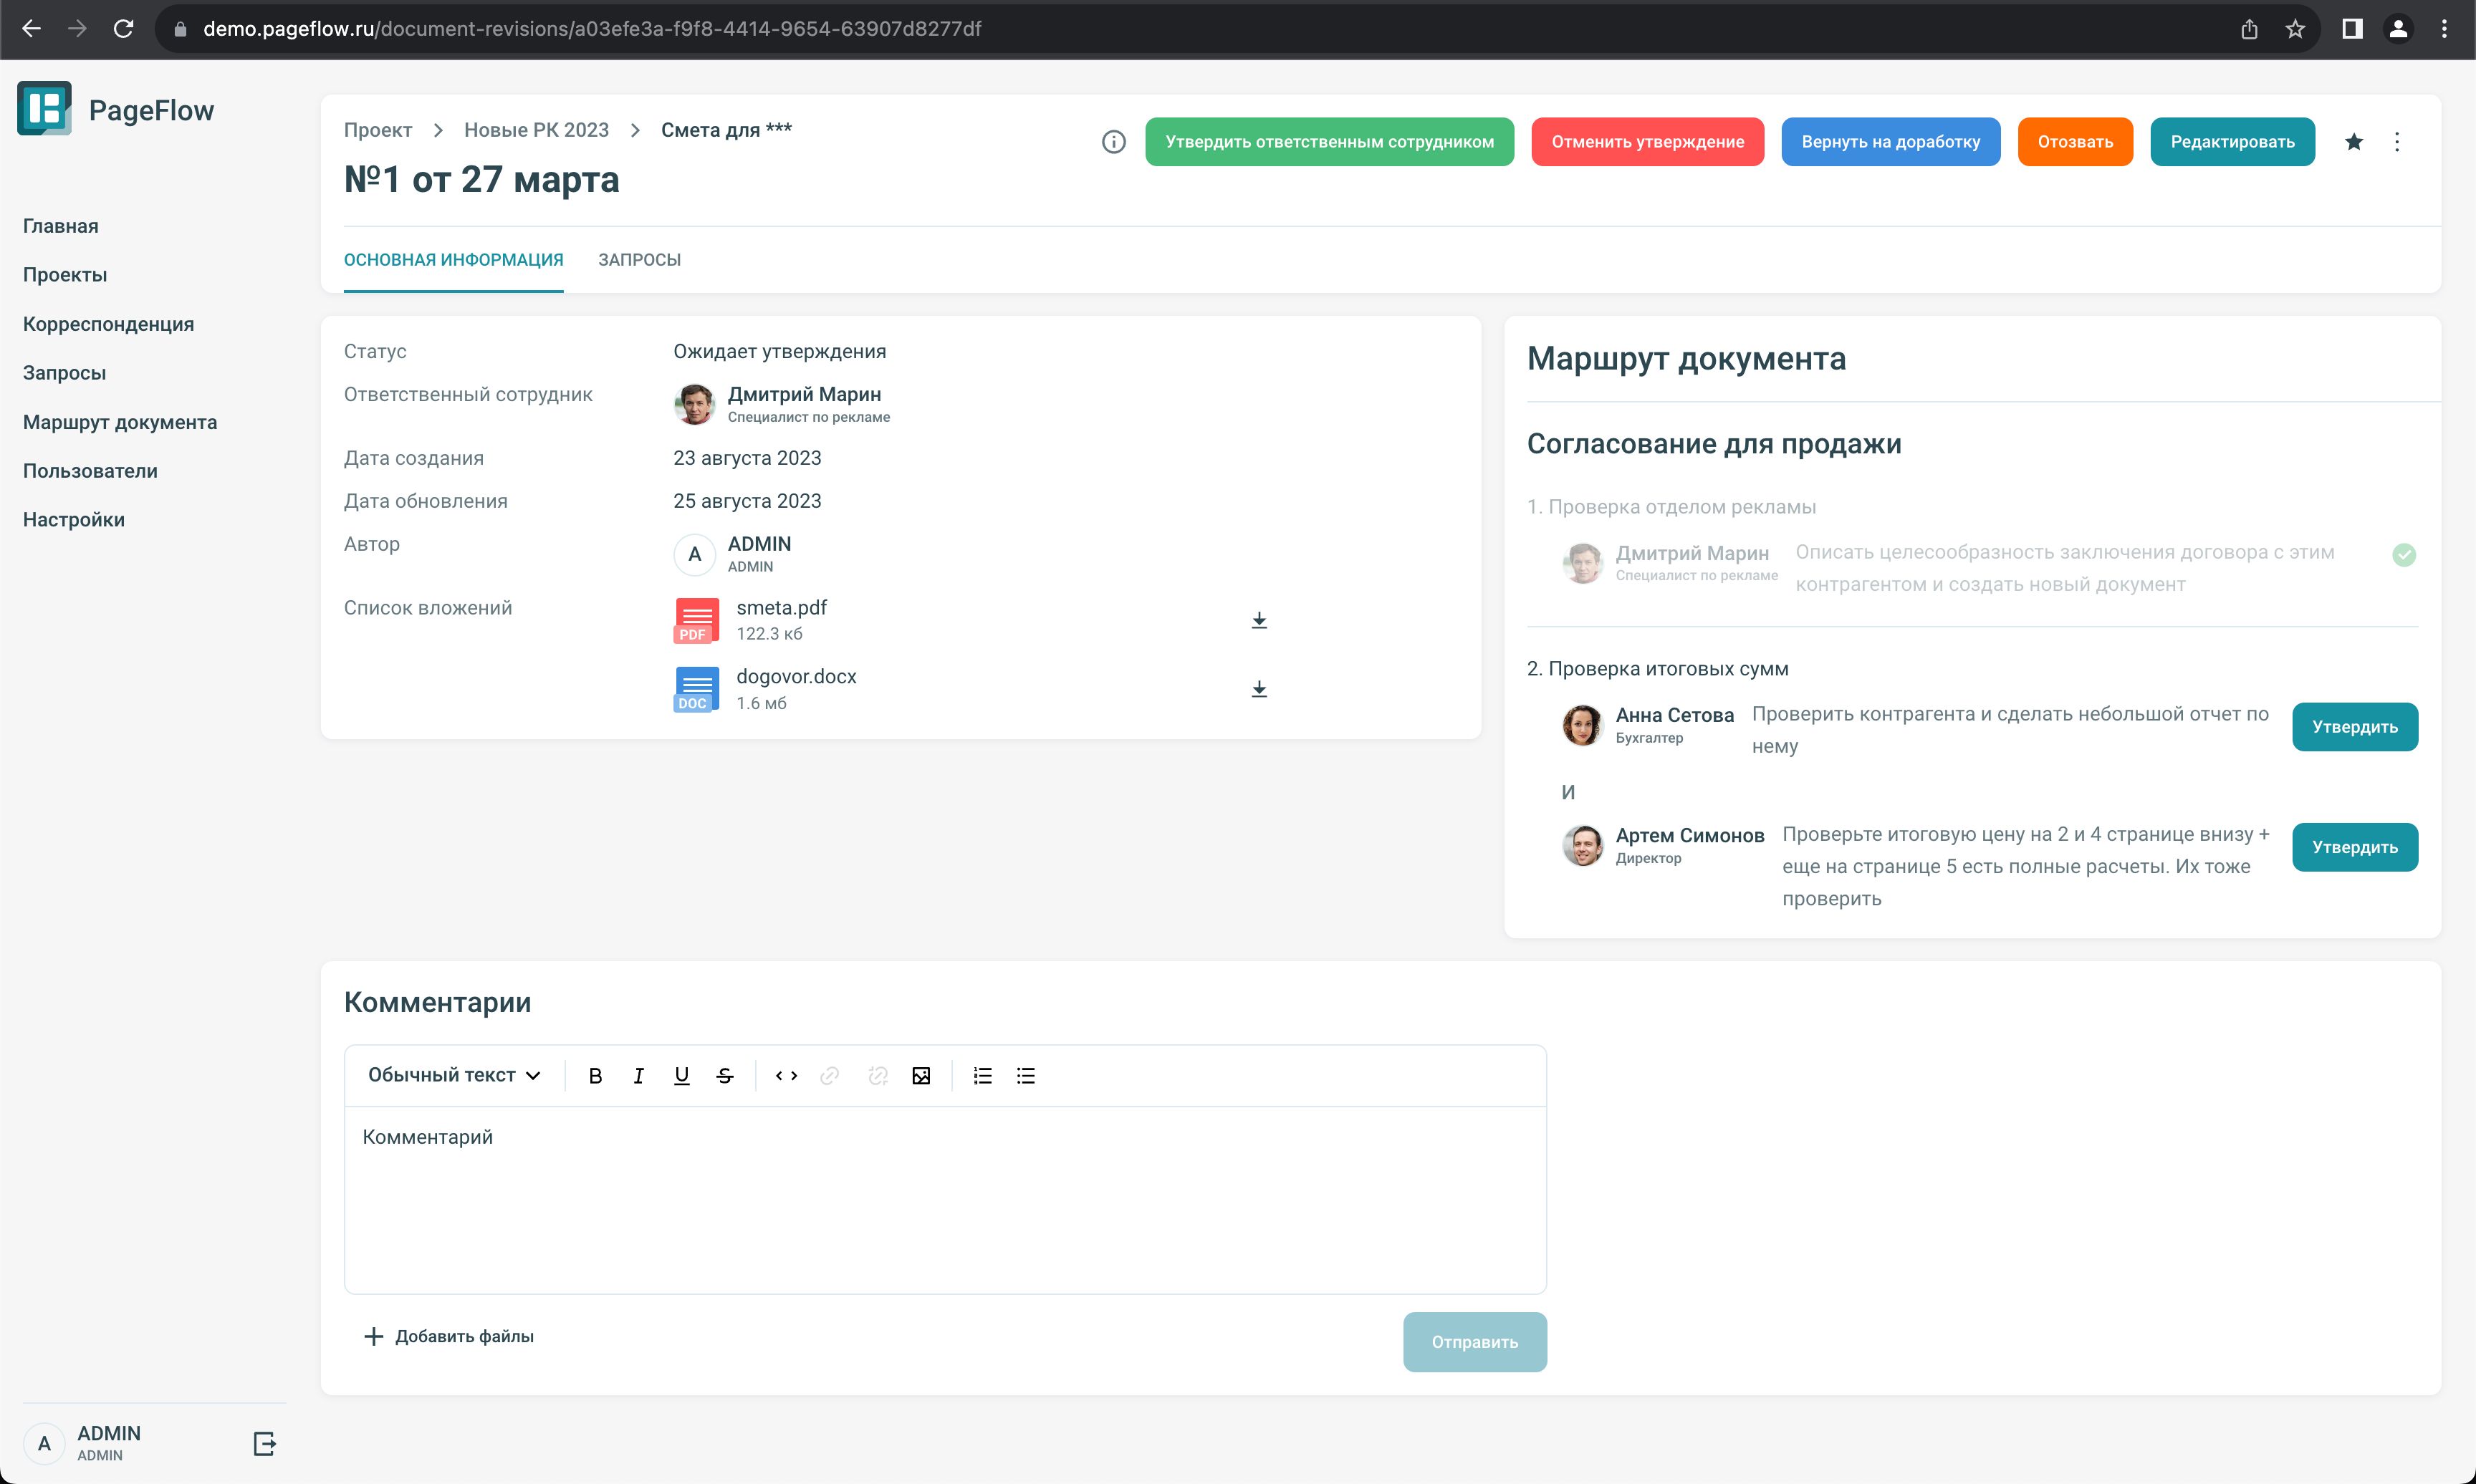 demo.pageflow.ru/document-revisions/a03efe3a-f9f8-4414-9654-63907d8277df
PageFlow
Главная
Проекты
Корреспонденция
Запросы
Маршрут документа
Пользователи
Настройки
A
ADMIN
ADMIN
Проект
Новые РК 2023
Смета для ***
№1 от 27 марта
Утвердить ответственным сотрудником
Отменить утверждение
Вернуть на доработку
Отозвать
Редактировать
ОСНОВНАЯ ИНФОРМАЦИЯ
ЗАПРОСЫ
Статус
Ожидает утверждения
Ответственный сотрудник
Дмитрий Марин
Специалист по рекламе
Дата создания
23 августа 2023
Дата обновления
25 августа 2023
Автор
A
ADMIN
ADMIN
Список вложений
PDF
smeta.pdf
122.3 кб
DOC
dogovor.docx
1.6 мб
Маршрут документа
Согласование для продажи
1. Проверка отделом рекламы
Дмитрий Марин
Специалист по рекламе
Описать целесообразность заключения договора с этим
контрагентом и создать новый документ
2. Проверка итоговых сумм
Анна Сетова
Бухгалтер
Проверить контрагента и сделать небольшой отчет по
нему
Утвердить
И
Артем Симонов
Директор
Проверьте итоговую цену на 2 и 4 странице внизу +
еще на странице 5 есть полные расчеты. Их тоже
проверить
Утвердить
Комментарии
Обычный текст
Комментарий
Добавить файлы
Отправить